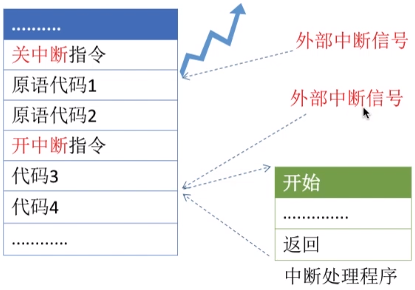 ..........
关中断指令
原语代码1
原语代码2
开中断指令
代码3
代码4
............
外部中断信号
外部中断信号
开始
..............
返回
中断处理程序